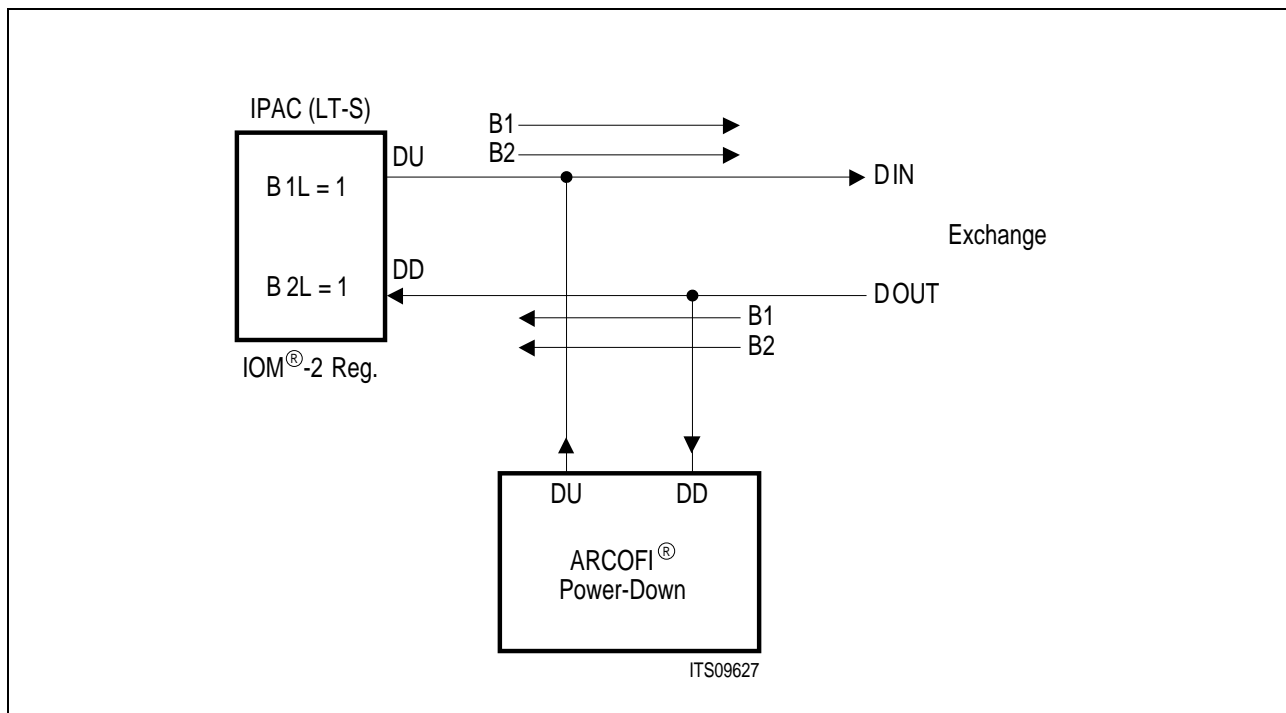 IPAC (LT-S)
B1
B2
DU
DIN
B 1L = 1
Exchange
DD
B 2L = 1
DOUT
B1
B2
IOM®-2 Reg.
DU DD
ARCOFI®
Power-Down
ITS09627